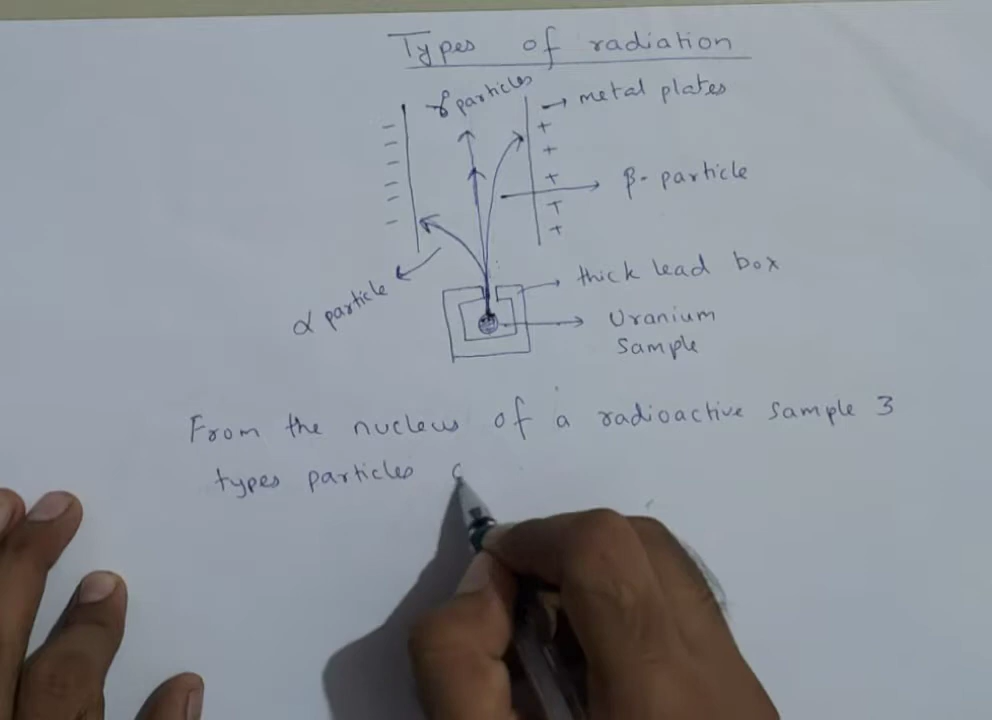 Types of radiation
γ particles
→ metal plates
- - - - - -
+ + + + +
β- particle
α particle
thick lead box
Uranium
Sample
From the nucleus of a radioactive sample 3
types particles